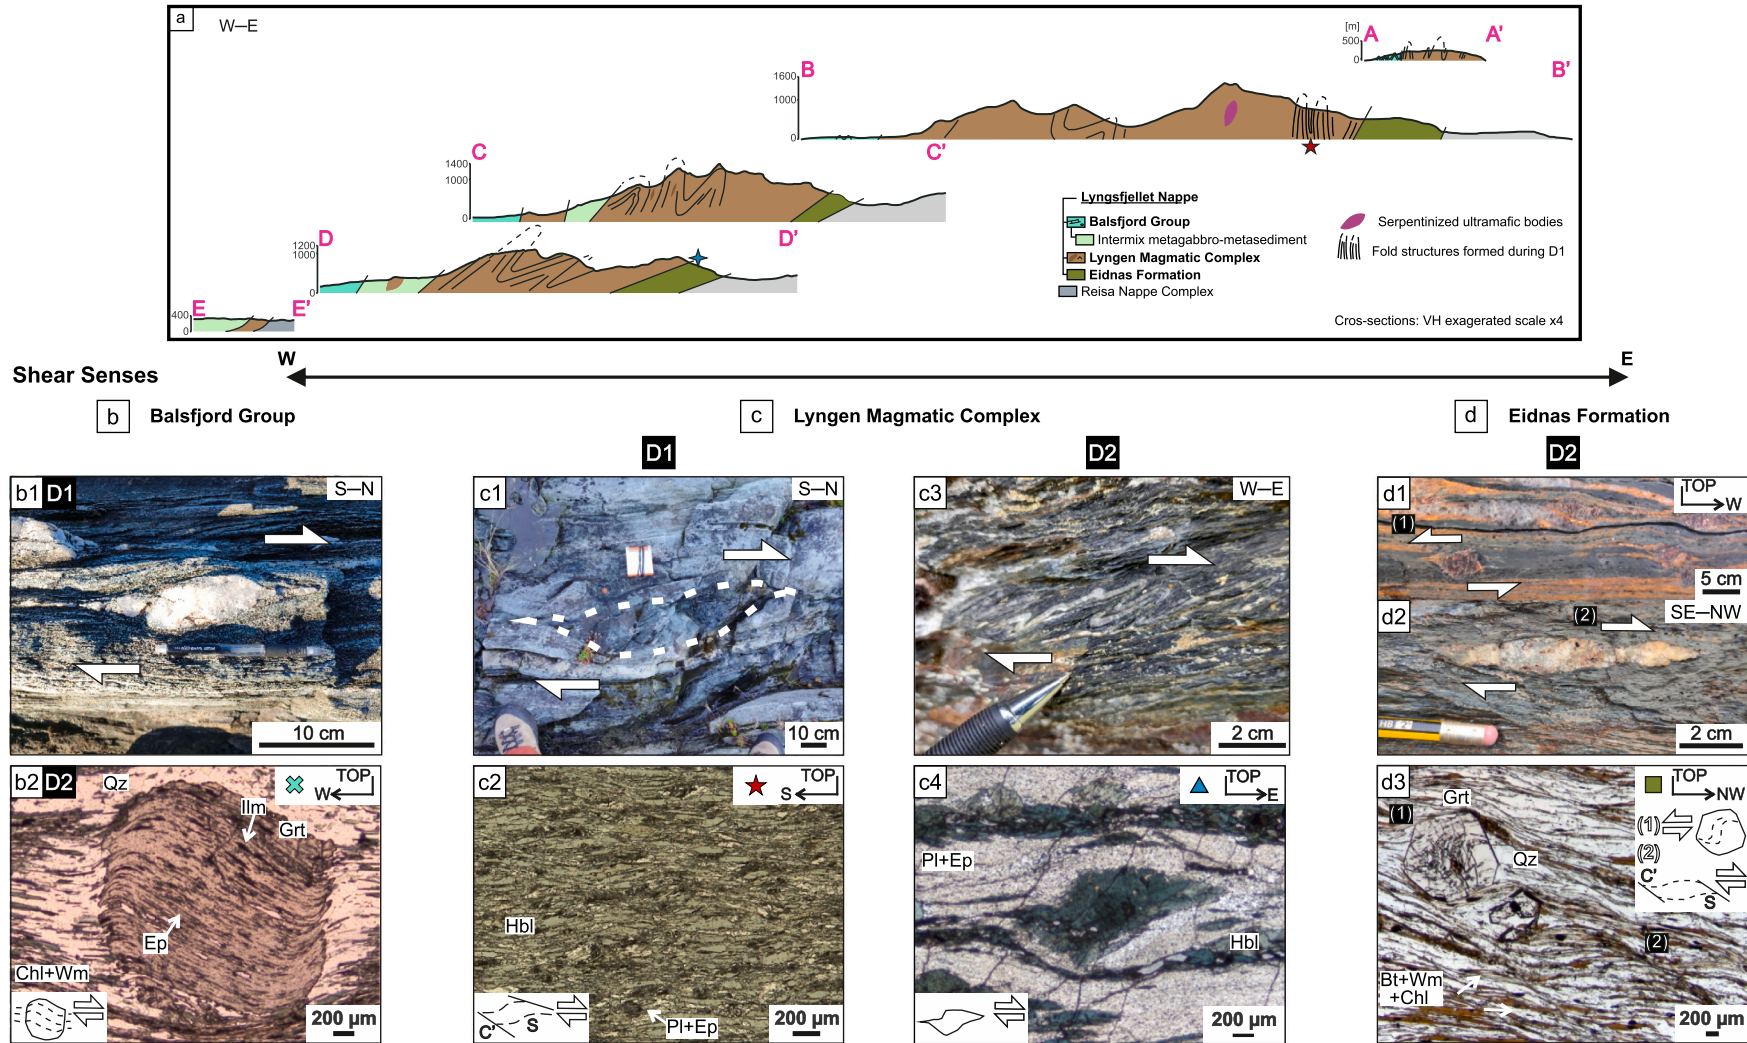 a
W—E
[m]
A
A'
500
0
B
B'
1600
1000
0
C
C'
1400
1000
0
Lyngsfjellet Nappe
Balsfjord Group
Intermix metagabbro-metasediment
Lyngen Magmatic Complex
Eidnas Formation
Reisa Nappe Complex
Serpentinized ultramafic bodies
Fold structures formed during D1
D
D'
1200
1000
0
E
E'
400
0
Cros-sections: VH exagerated scale x4
W
E
Shear Senses
b
Balsfjord Group
c
Lyngen Magmatic Complex
d
Eidnas Formation
D1
D2
D2
b1
D1
S—N
10 cm
c1
S—N
10 cm
c3
W—E
2 cm
d1
TOP
W
(1)
5 cm
d2
(2)
SE—NW
HB 2
2 cm
b2
D2
Qz
TOP
W
Ilm
Grt
Ep
Chl+Wm
200 µm
c2
TOP
S
Hbl
C'
S
Pl+Ep
200 µm
c4
TOP
E
Pl+Ep
Hbl
200 µm
d3
TOP
NW
Grt
(1)
(1)
Qz
(2)
C'
S
(2)
Bt+Wm
+Chl
200 µm